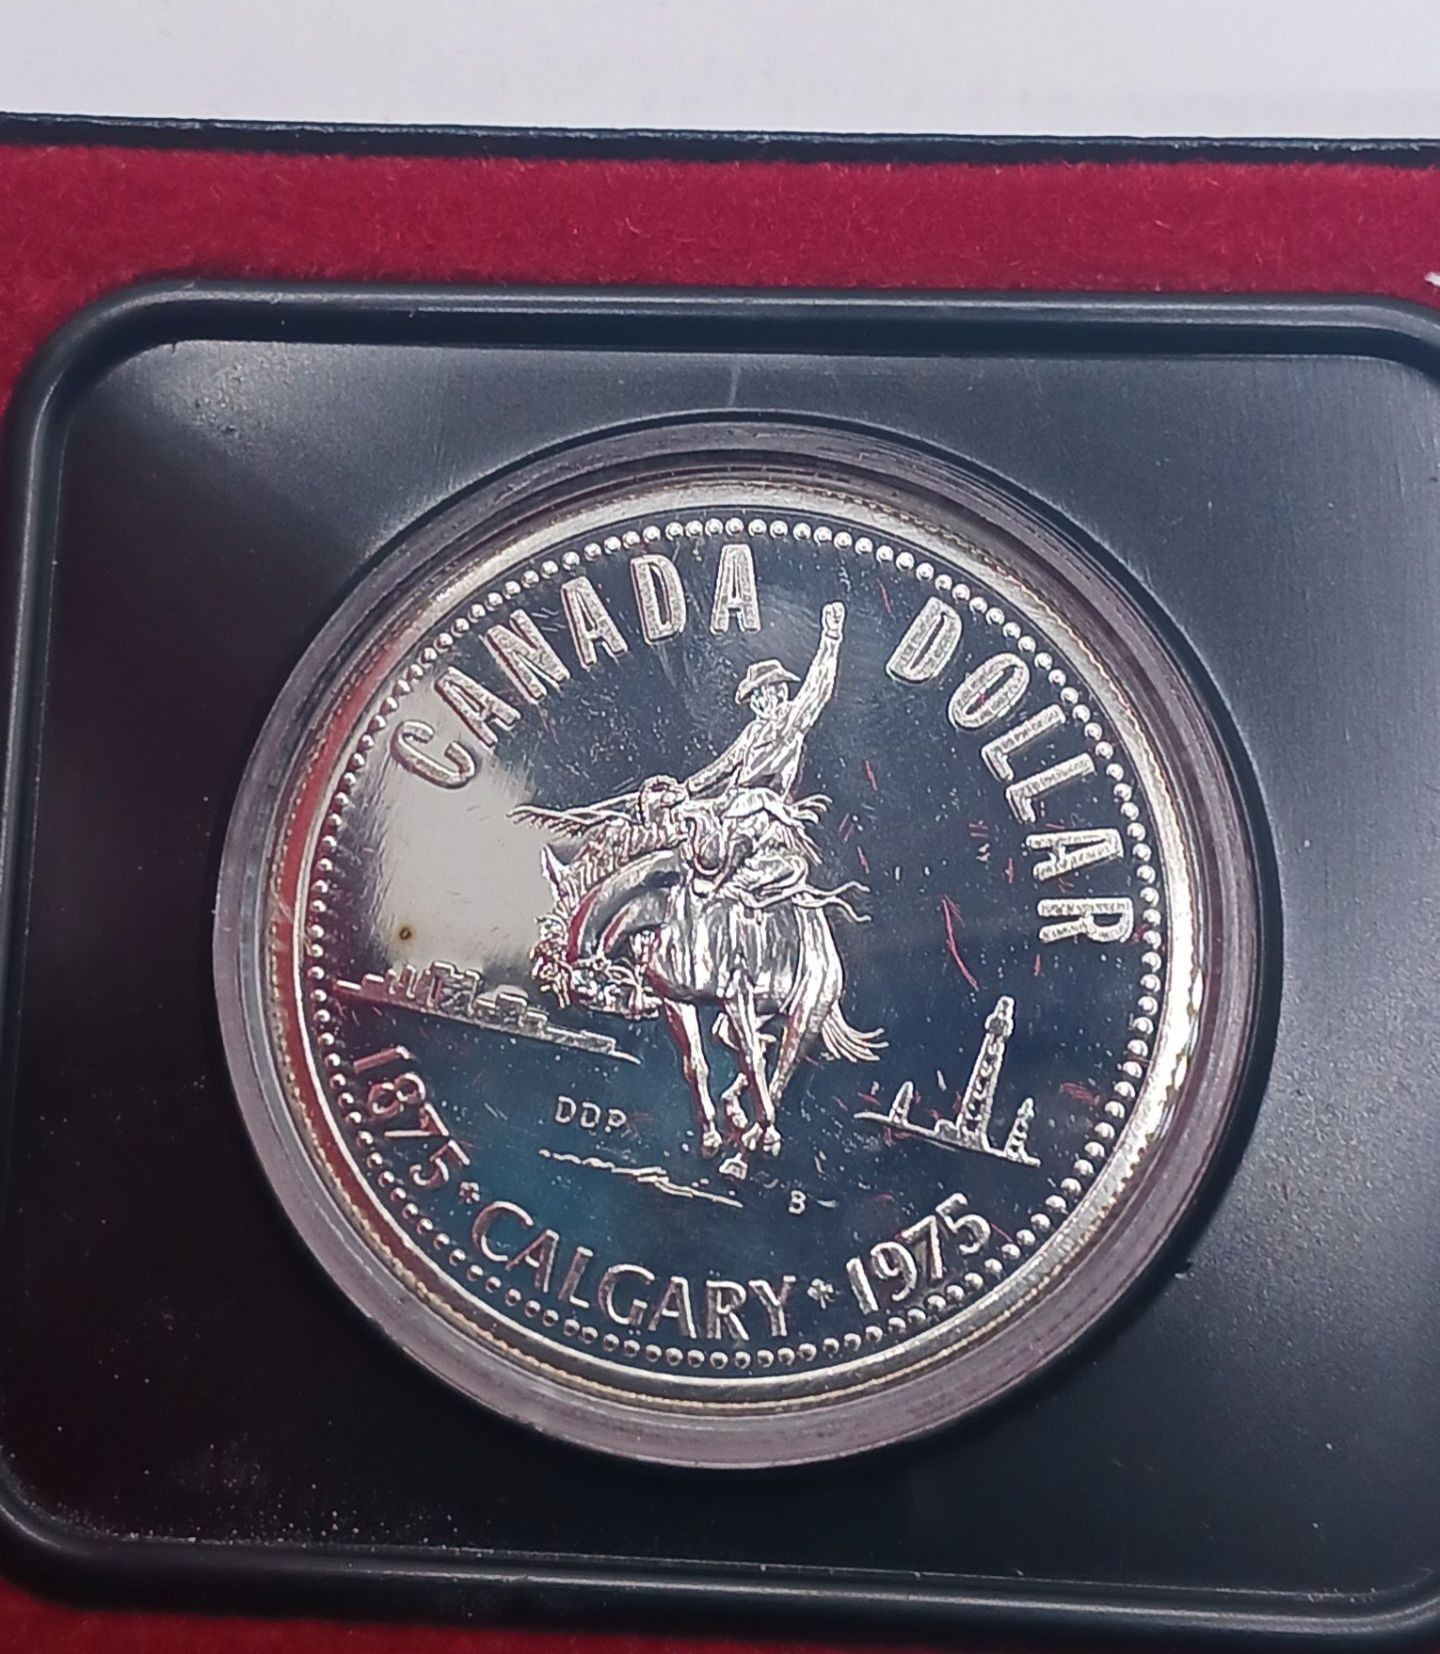 CANADA DOLLAR
DDP
B
1875 * CALGARY * 1975